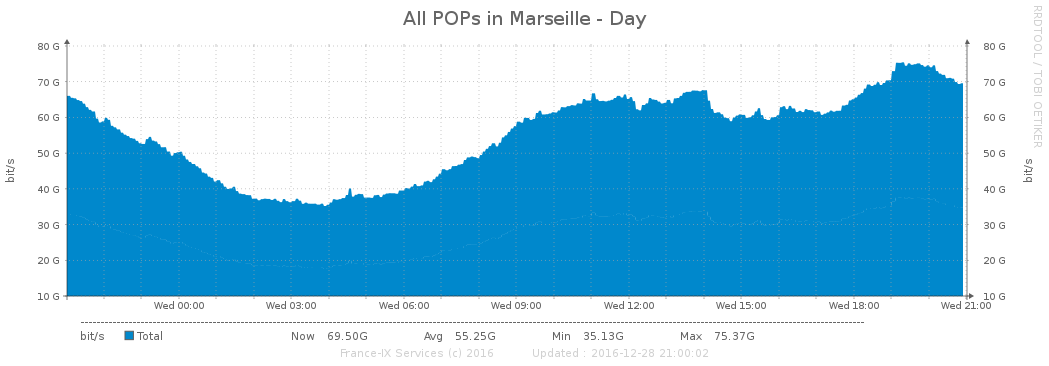 All POPs in Marseille - Day
RRDTOOL / TOBI OETIKER
80 G 80 G
70 G 70 G
60 G 60 G
50 G 50 G
40 G 40 G
30 G 30 G
20 G 20 G
10 G 10 G
bit/s
bit/s
Wed 00:00 Wed 03:00 Wed 06:00 Wed 09:00 Wed 12:00 Wed 15:00 Wed 18:00 Wed 21:00
bit/s Total Now 69.50G Avg 55.25G Min 35.13G Max 75.37G
France-IX Services (c) 2016 Updated : 2016-12-28 21:00:02